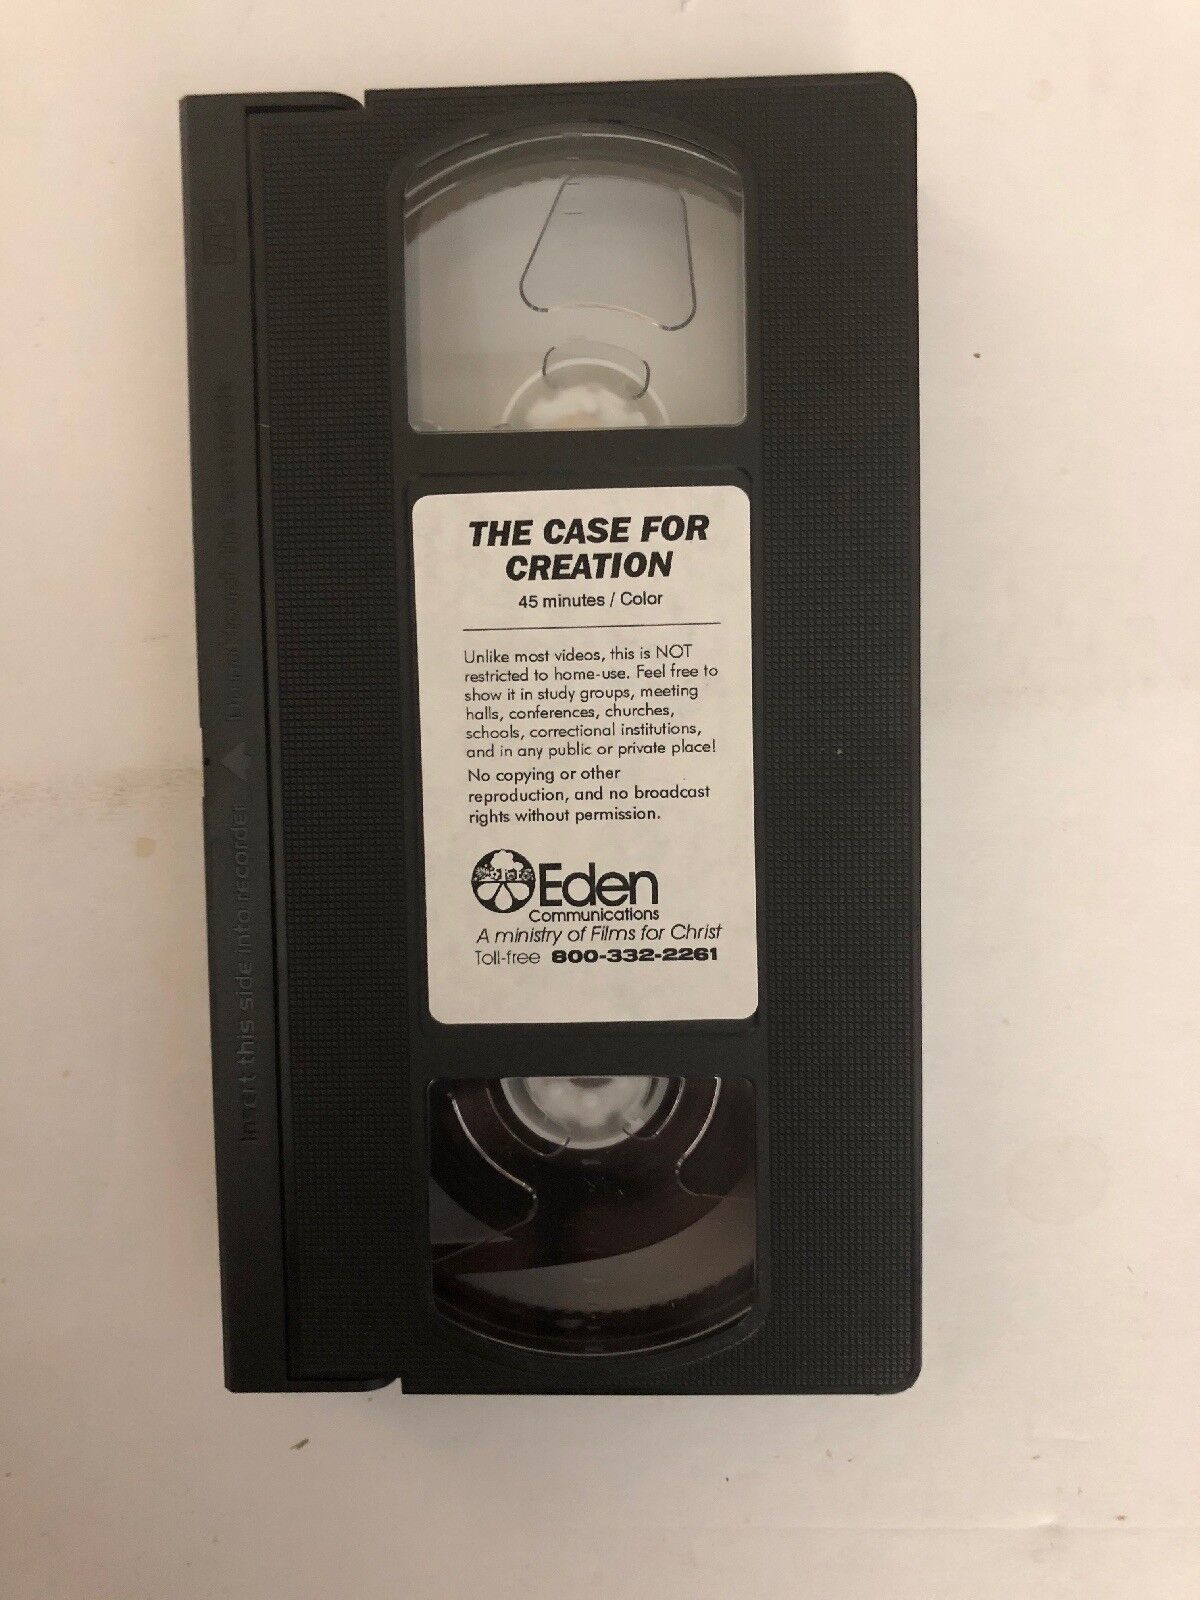 THE CASE FOR
CREATION
45 minutes / Color
Unlike most videos, this is NOT
restricted to home-use. Feel free to
show it in study groups, meeting
halls, conferences, churches,
schools, correctional institutions,
and in any public or private place!
No copying or other
reproduction, and no broadcast
rights without permission.
Eden
Communications
A ministry of Films for Christ
Toll-free 800-332-2261
Insert this side into recorder